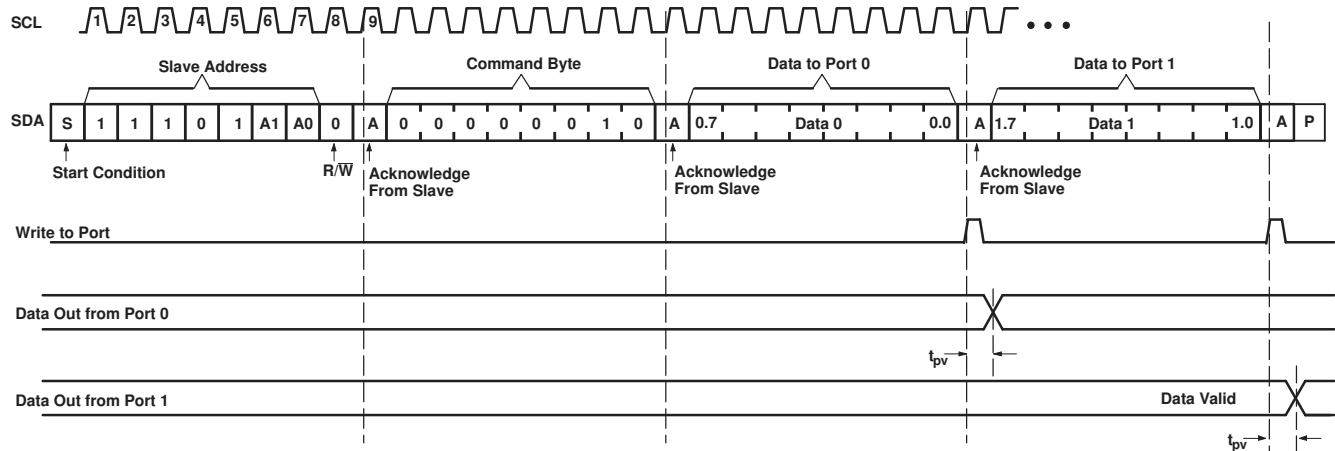 SCL 1 2 3 4 5 6 7 8 9
Slave Address Command Byte Data to Port 0 Data to Port 1
SDA S 1 1 1 0 1 A1 A0 0 A 0 0 0 0 0 0 1 0 A 0.7 Data 0 0.0 A 1.7 Data 1 1.0 A P
Start Condition R/W̅ Acknowledge From Slave Acknowledge From Slave Acknowledge From Slave
Write to Port
Data Out from Port 0
tpv
Data Out from Port 1 Data Valid
tpv